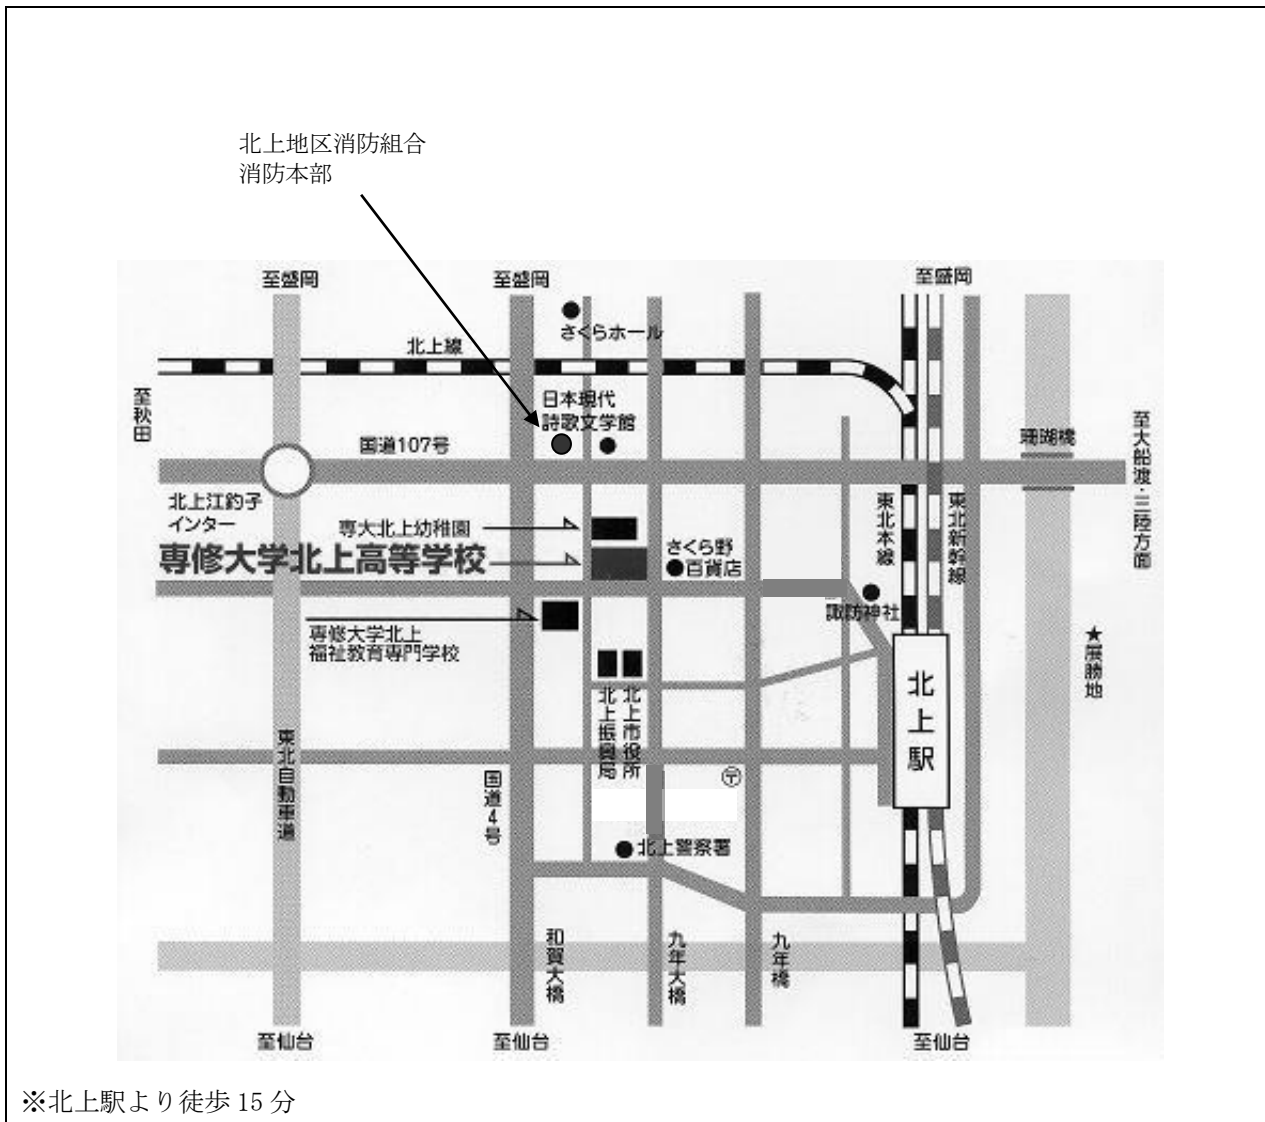 北上地区消防組合
消防本部
至盛岡
至盛岡
至盛岡
さくらホール
北上線
至秋田
日本現代
詩歌文学館
国道107号
珊瑚橋
至大船渡・三陸方面
北上江釣子
インター
専大北上幼稚園
専修大学北上高等学校
さくら野
百貨店
東北本線
東北新幹線
諏訪神社
専修大学北上
福祉教育専門学校
★展勝地
北上駅
北上振興局
北上市役所
東北自動車道
国道4号
〒
北上警察署
和賀大橋
九年大橋
九年橋
至仙台
至仙台
至仙台
※北上駅より徒歩 15 分